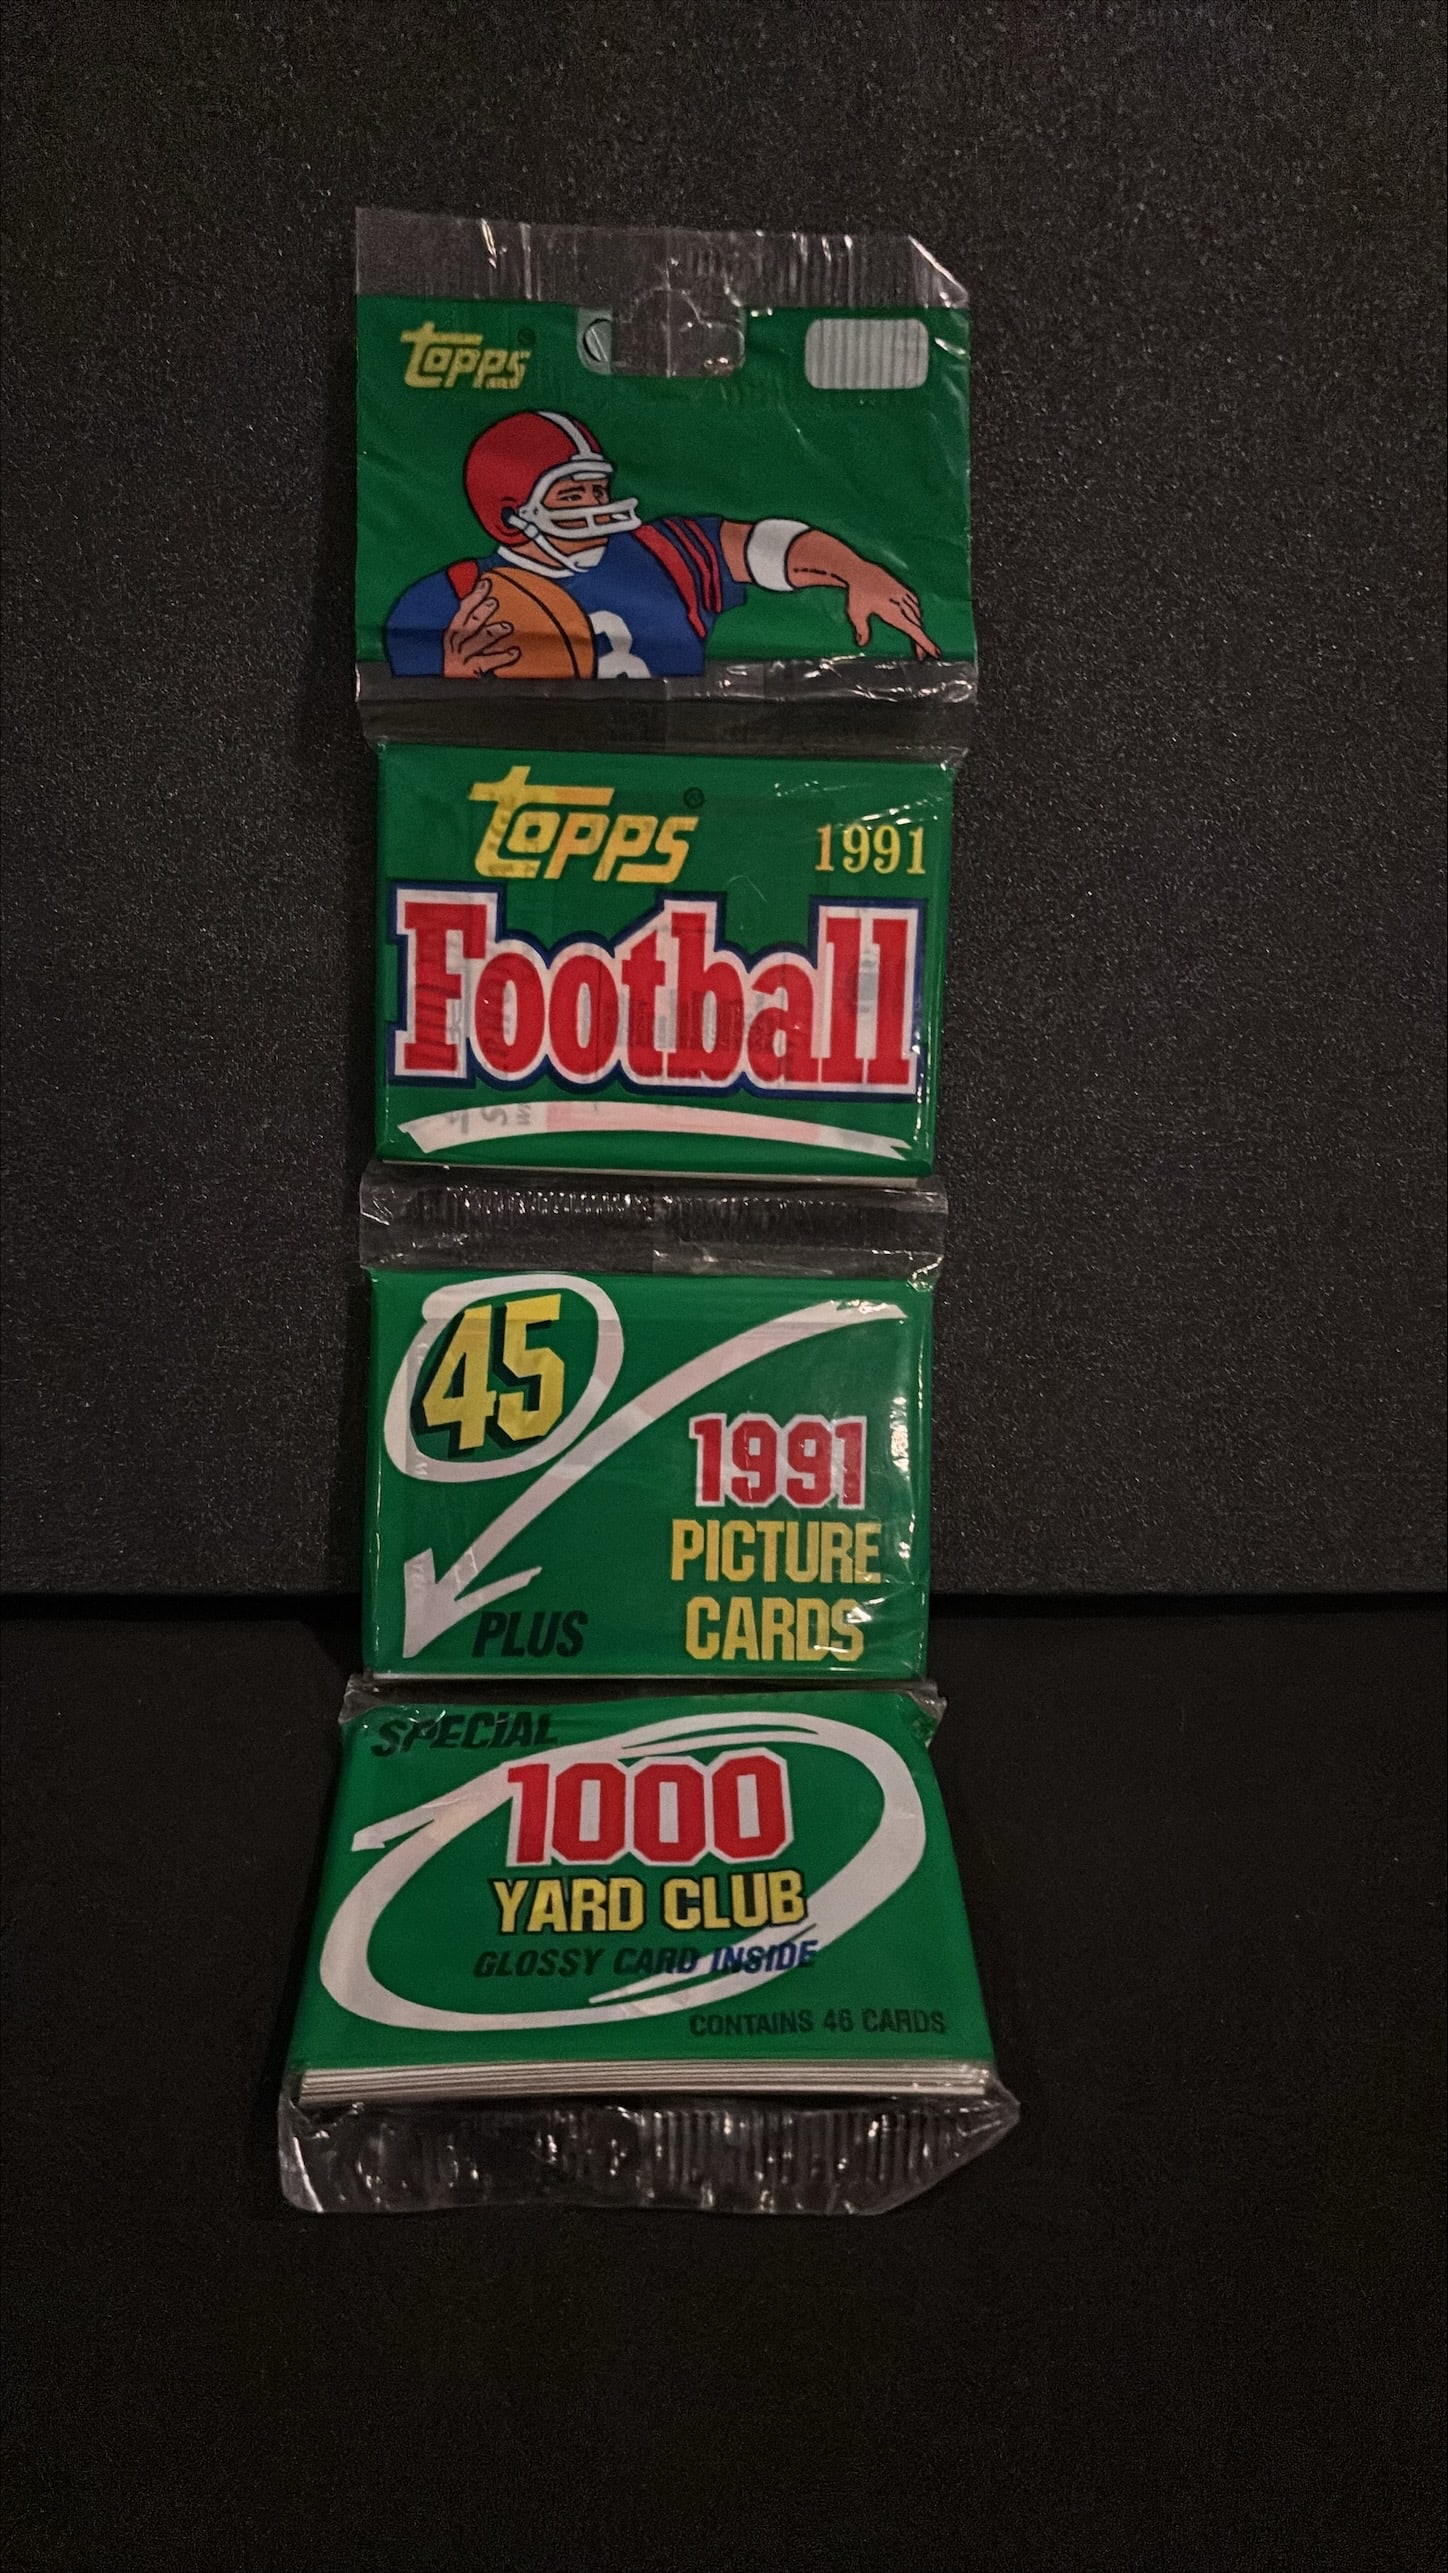 Topps®
Topps® 1991
Football
45
1991
PICTURE
CARDS
PLUS
SPECIAL
1000
YARD CLUB
GLOSSY CARD INSIDE
CONTAINS 46 CARDS